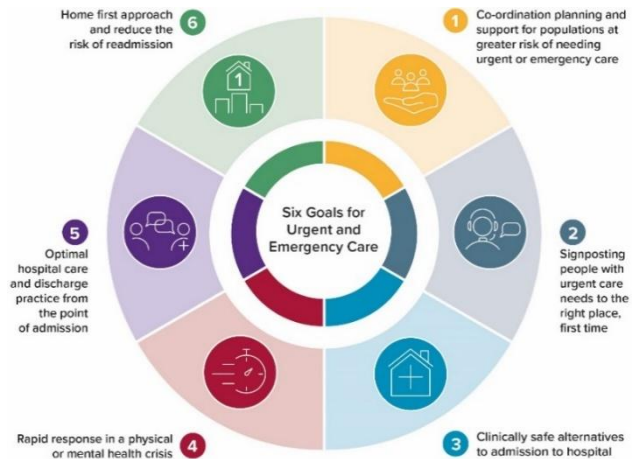 6
Home first approach
and reduce the
risk of readmission
1
Co-ordination planning and
support for populations at
greater risk of needing
urgent or emergency care
1
2
Signposting
people with
urgent care
needs to the
right place,
first time
3
Clinically safe alternatives
to admission to hospital
4
Rapid response in a physical
or mental health crisis
5
Optimal
hospital care
and discharge
practice from
the point
of admission
Six Goals for
Urgent and
Emergency Care